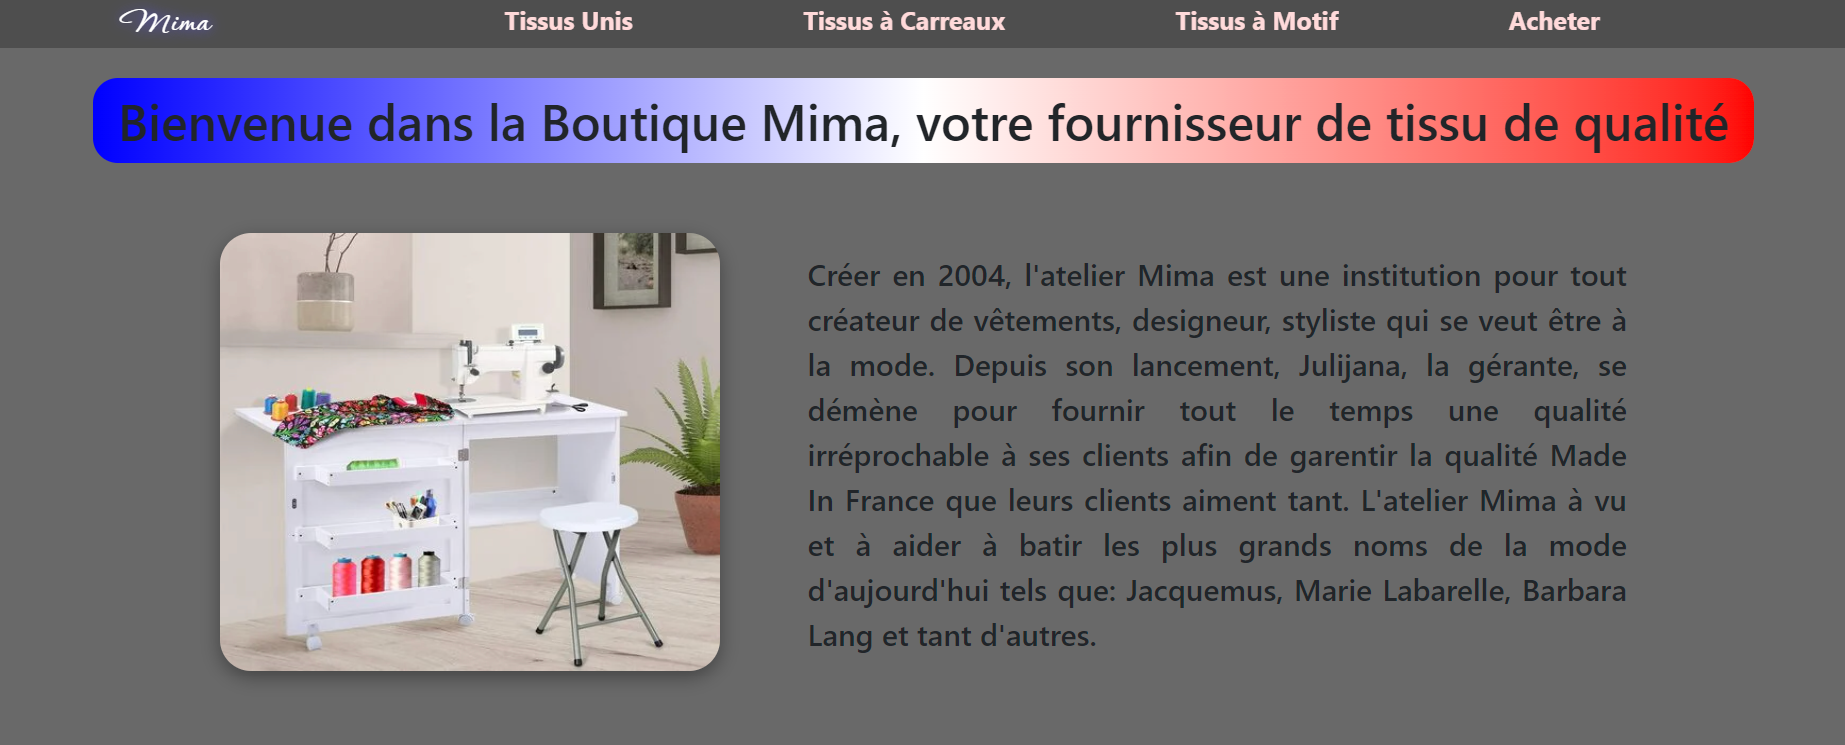 Mima
Tissus Unis
Tissus à Carreaux
Tissus à Motif
Acheter
Bienvenue dans la Boutique Mima, votre fournisseur de tissu de qualité
Créer en 2004, l'atelier Mima est une institution pour tout
créateur de vêtements, designeur, styliste qui se veut être à
la mode. Depuis son lancement, Julijana, la gérante, se
démène pour fournir tout le temps une qualité
irréprochable à ses clients afin de garentir la qualité Made
In France que leurs clients aiment tant. L'atelier Mima à vu
et à aider à batir les plus grands noms de la mode
d'aujourd'hui tels que: Jacquemus, Marie Labarelle, Barbara
Lang et tant d'autres.